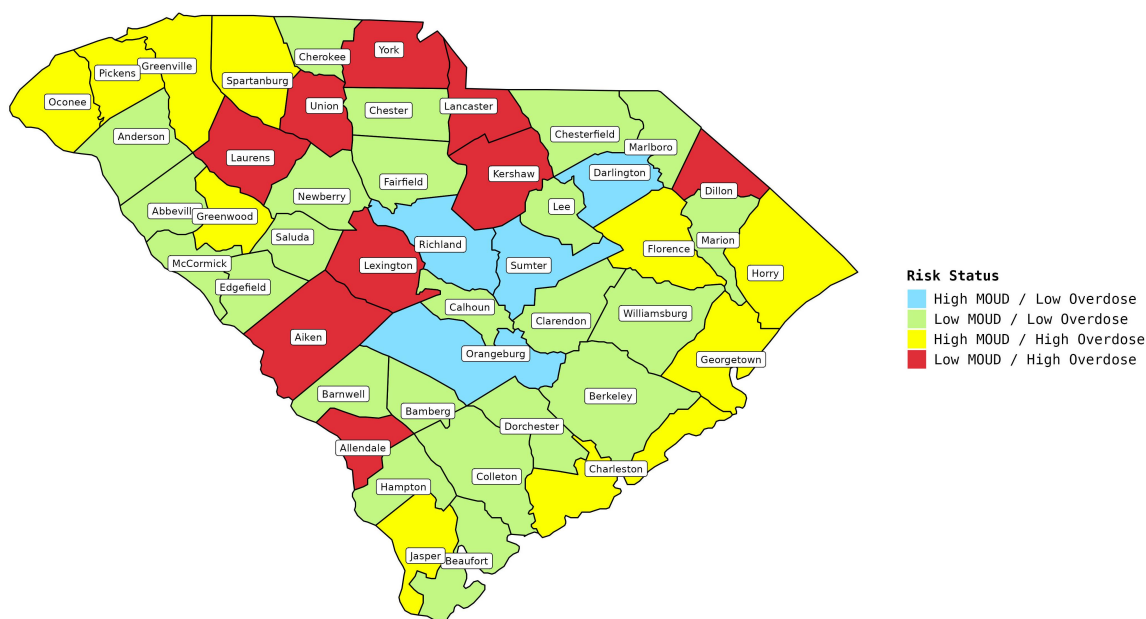 York
Cherokee
Greenville
Pickens
Spartanburg
Oconee
Union
Lancaster
Chester
Anderson
Chesterfield
Marlboro
Laurens
Kershaw
Darlington
Fairfield
Dillon
Newberry
Lee
Abbevill
Greenwood
Saluda
Richland
Marion
Florence
McCormick
Lexington
Sumter
Horry
Edgefield
Calhoun
Williamsburg
Clarendon
Aiken
Orangeburg
Georgetown
Barnwell
Berkeley
Bamberg
Dorchester
Allendale
Charleston
Colleton
Hampton
Jasper
Beaufort
Risk Status
High MOUD / Low Overdose
Low MOUD / Low Overdose
High MOUD / High Overdose
Low MOUD / High Overdose